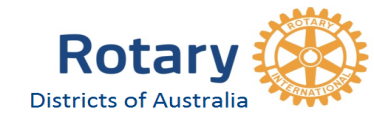 Rotary
Districts of Australia
ROTARY
INTERNATIONAL